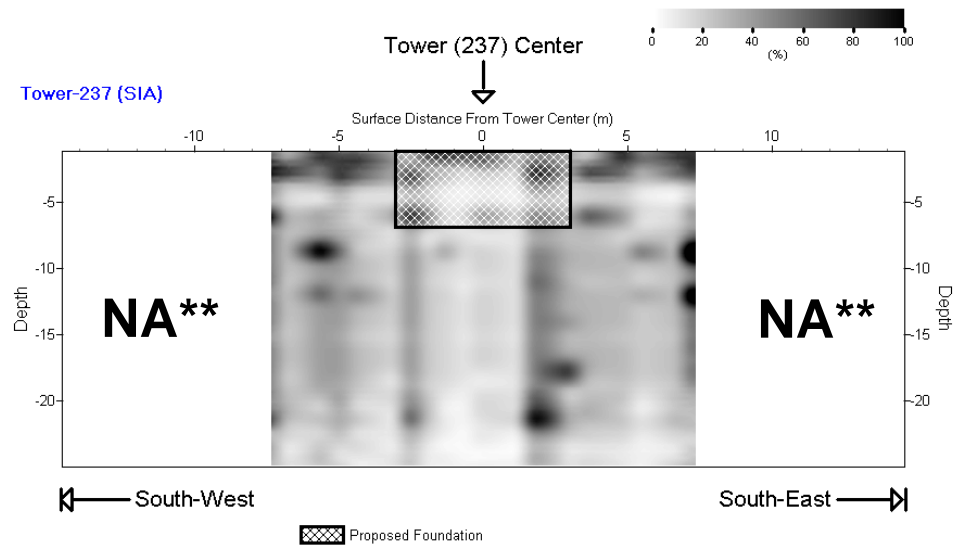 0 20 40 60 80 100
(%)
Tower (237) Center
Tower-237 (SIA)
Surface Distance From Tower Center (m)
-10 -5 0 5 10
-5 -5
-10 -10
Depth NA** NA** Depth
-15 -15
-20 -20
South-West South-East
Proposed Foundation